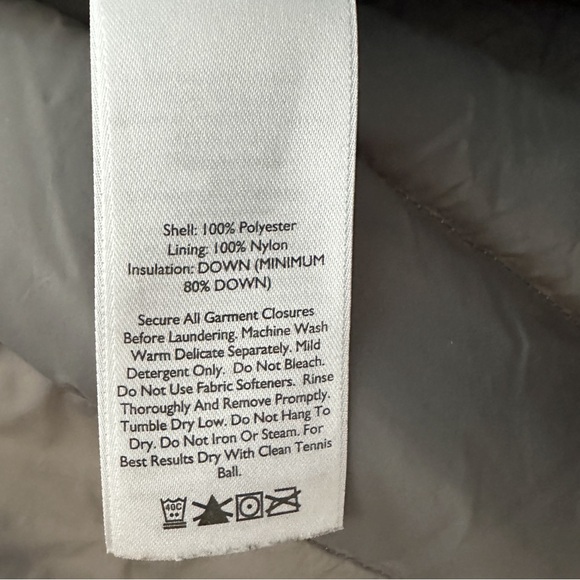 Shell: 100% Polyester
Lining: 100% Nylon
Insulation: DOWN (MINIMUM
80% DOWN)
Secure All Garment Closures
Before Laundering. Machine Wash
Warm Delicate Separately. Mild
Detergent Only. Do Not Bleach.
Do Not Use Fabric Softeners. Rinse
Thoroughly And Remove Promptly.
Tumble Dry Low. Do Not Hang To
Dry. Do Not Iron Or Steam. For
Best Results Dry With Clean Tennis
Ball.
40C